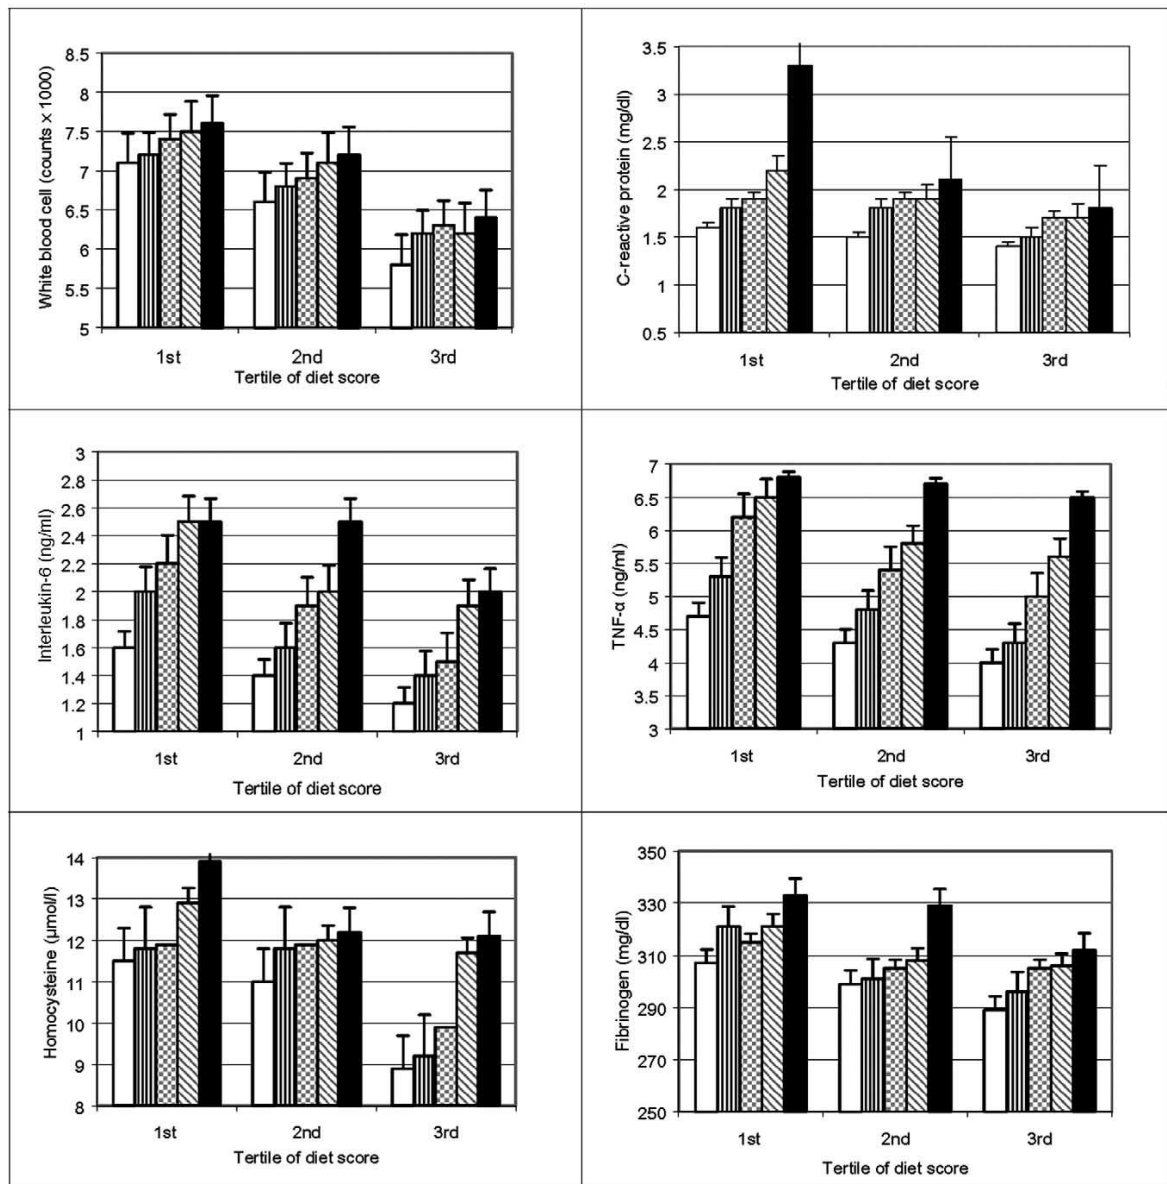 White blood cell (counts x 1000)
8.5
8
7.5
7
6.5
6
5.5
5
1st 2nd 3rd
Tertile of diet score
C-reactive protein (mg/dl)
3.5
3
2.5
2
1.5
1
0.5
1st 2nd 3rd
Tertile of diet score
Interleukin-6 (ng/ml)
3
2.8
2.6
2.4
2.2
2
1.8
1.6
1.4
1.2
1
1st 2nd 3rd
Tertile of diet score
TNF-α (ng/ml)
7
6.5
6
5.5
5
4.5
4
3.5
3
1st 2nd 3rd
Tertile of diet score
Homocysteine (μmol/l)
14
13
12
11
10
9
8
1st 2nd 3rd
Tertile of diet score
Fibrinogen (mg/dl)
350
330
310
290
270
250
1st 2nd 3rd
Tertile of diet score